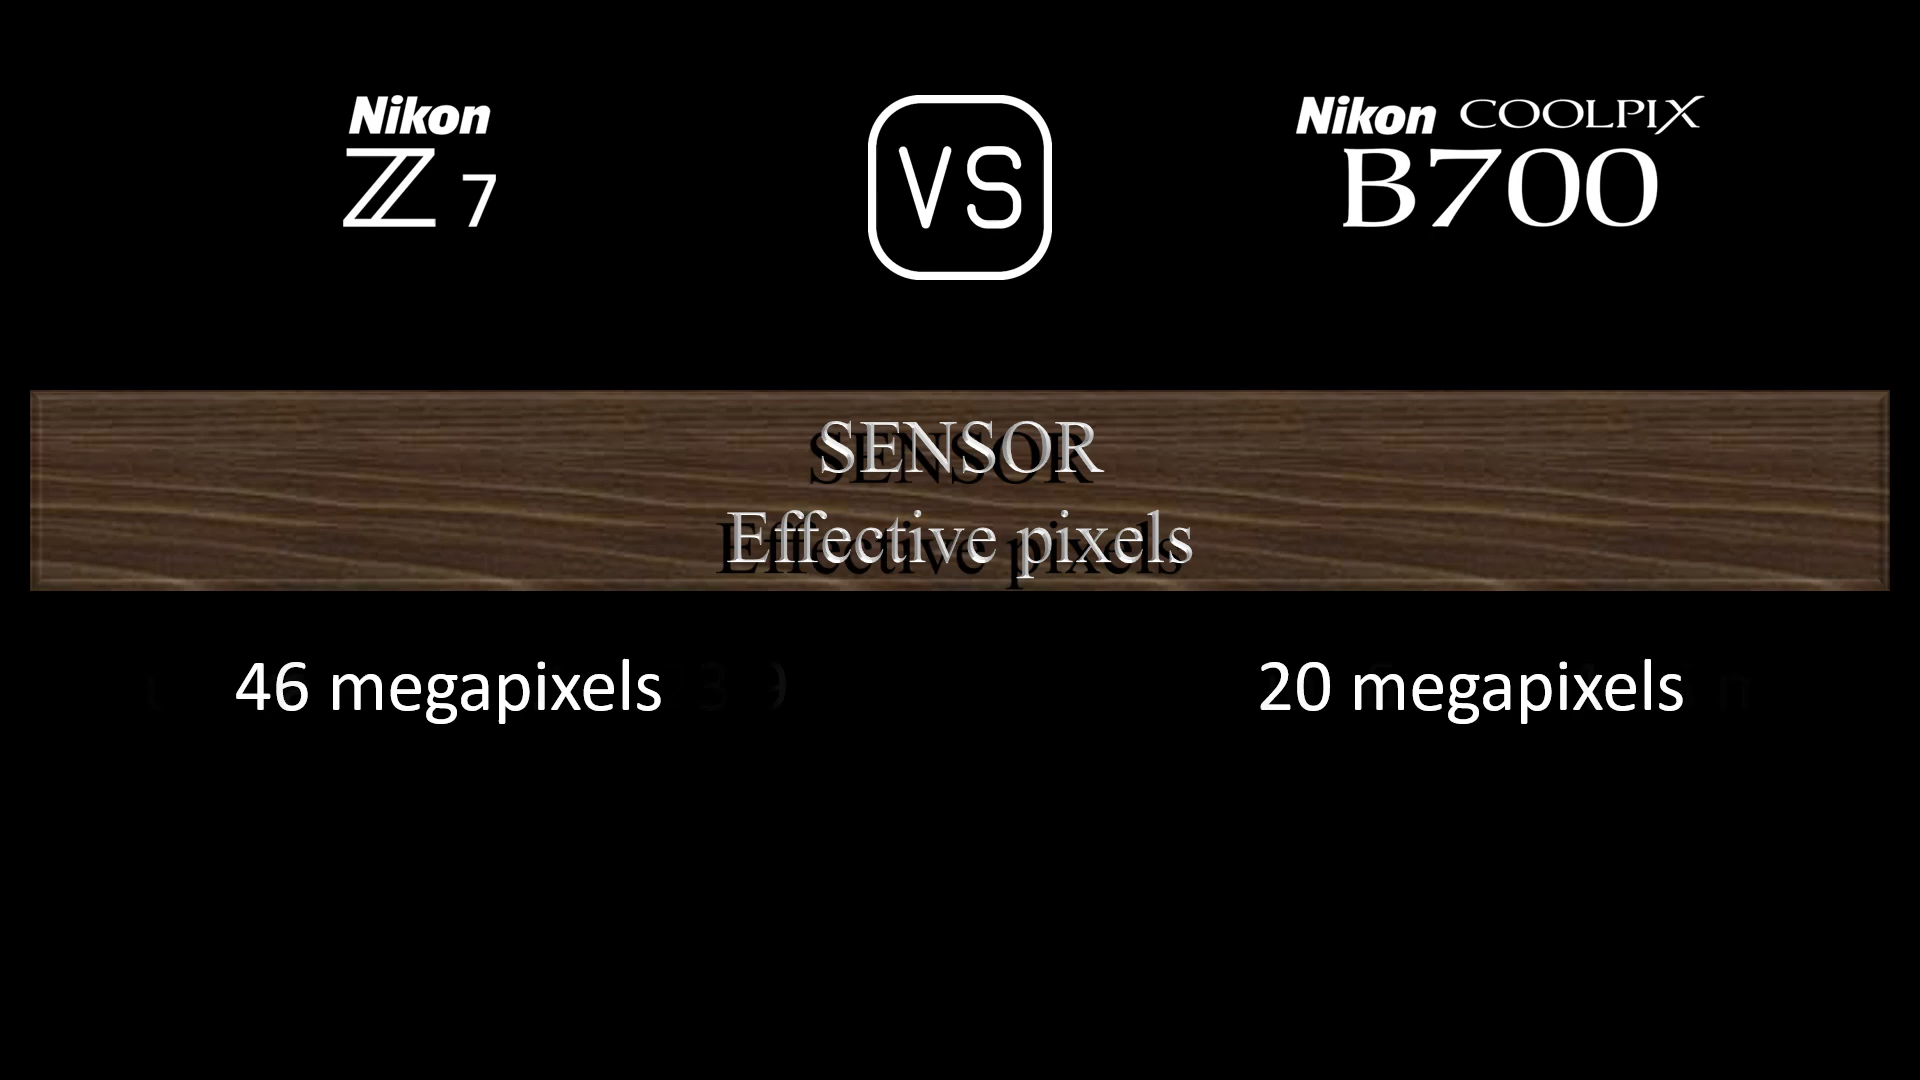 Nikon
Z 7
VS
Nikon COOLPIX
B700
SENSOR
Effective pixels
46 megapixels
20 megapixels